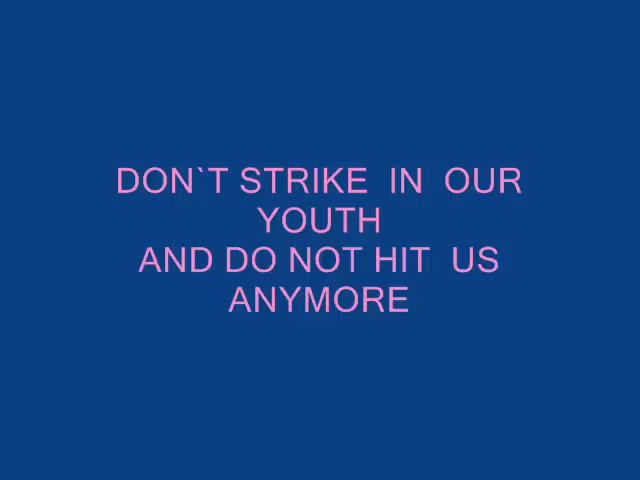 DON`T STRIKE  IN  OUR
YOUTH
AND DO NOT HIT  US
ANYMORE